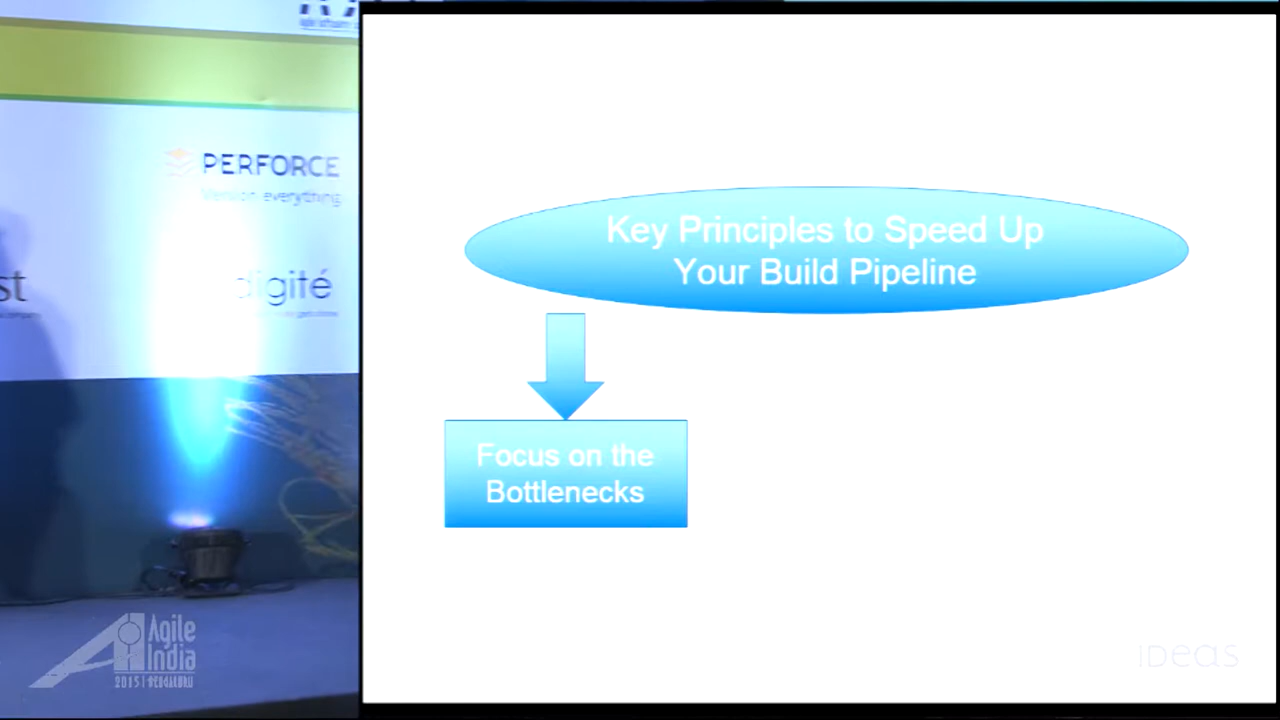 PERFORCE
Version everything
st
digité
Agile
India
2015 | BENGALURU
Key Principles to Speed Up
Your Build Pipeline
Focus on the
Bottlenecks
IDeaS